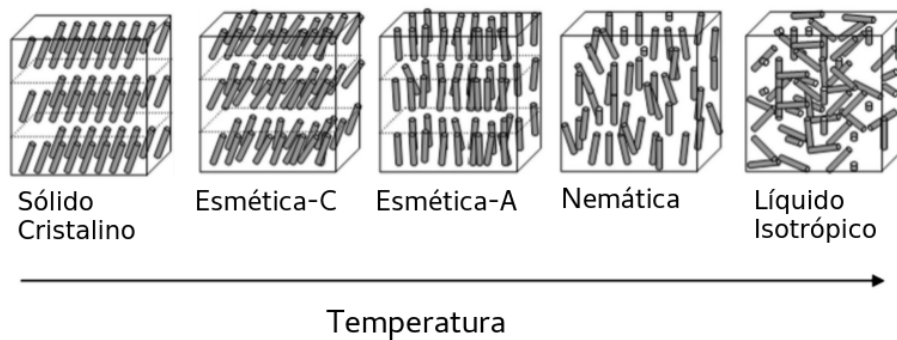 Sólido
Cristalino
Esmética-C
Esmética-A
Nemática
Líquido
Isotrópico
Temperatura